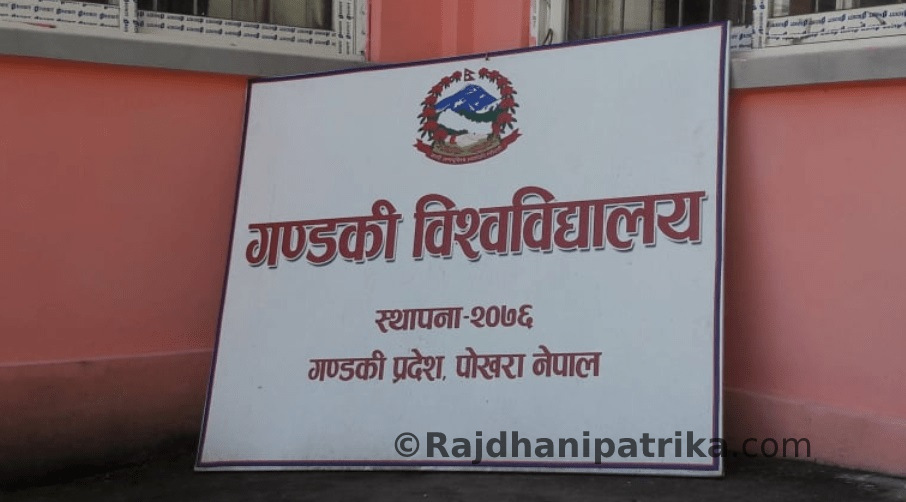 गण्डकी विश्वविद्यालय
स्थापना-२०७६
गण्डकी प्रदेश, पोखरा नेपाल
©Rajdhanipatrika.com